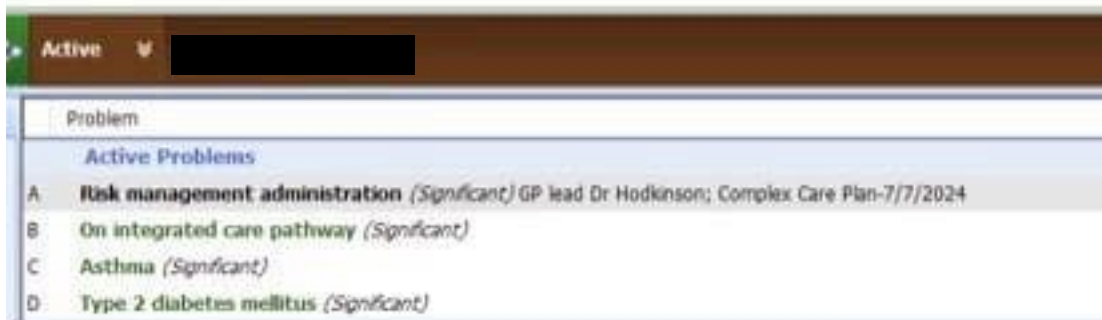 Active
Problem
Active Problems
A Risk management administration (Significant) GP lead Dr Hodkinson; Complex Care Plan-7/7/2024
B On integrated care pathway (Significant)
C Asthma (Significant)
D Type 2 diabetes mellitus (Significant)